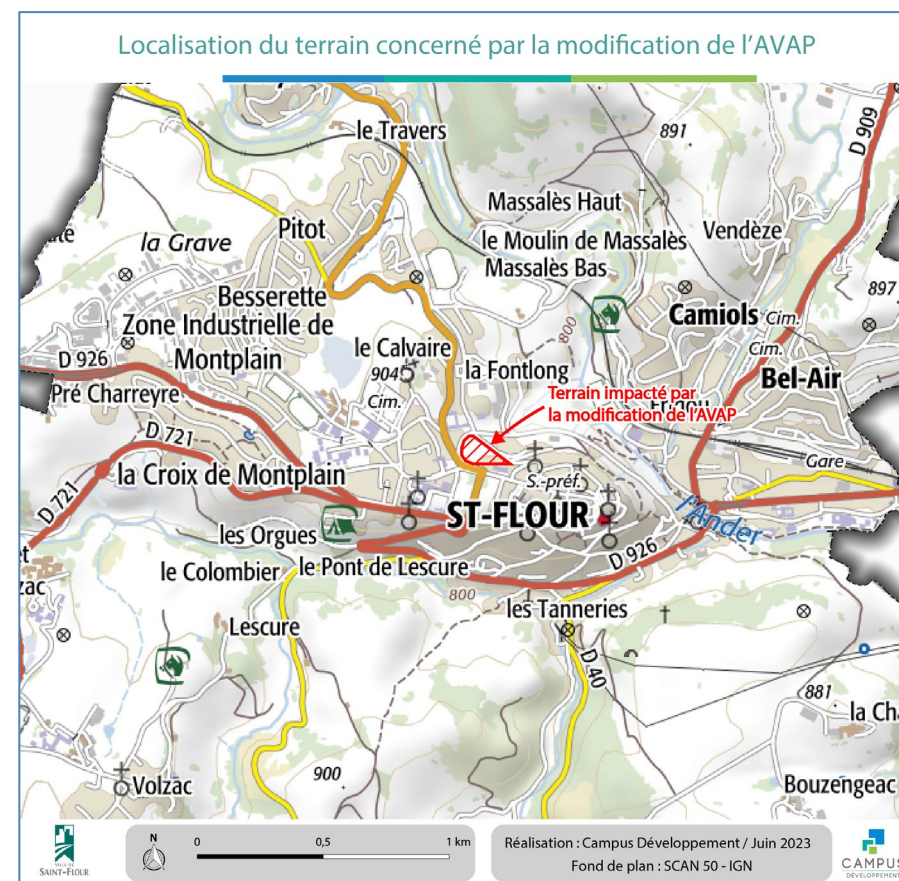 Localisation du terrain concerné par la modification de l'AVAP
le Travers
891
D 909
Massalès Haut
Vendèze
Pitot
la Grave
le Moulin de Massalès
Massalès Bas
897
Besserette
800
Camiols
Cim.
Zone Industrielle de
Montplain
le Calvaire
Cim.
D 926
904
la Fontlong
Bel-Air
Pré Charreyre
Cim.
Terrain impacté par
la modification de l'AVAP
D 721
la Croix de Montplain
Gare
S.-préf.
D 721
ST-FLOUR
l'Ander
les Orgues
D 926
le Colombier
le Pont de Lescure
800
les Tanneries
Lescure
D 40
881
la Ch
900
Volzac
Bouzengeac
VILLE DE
SAINT-FLOUR
N
0 0,5 1 km
Réalisation : Campus Développement / Juin 2023
Fond de plan : SCAN 50 - IGN
CAMPUS
DÉVELOPPEMENT